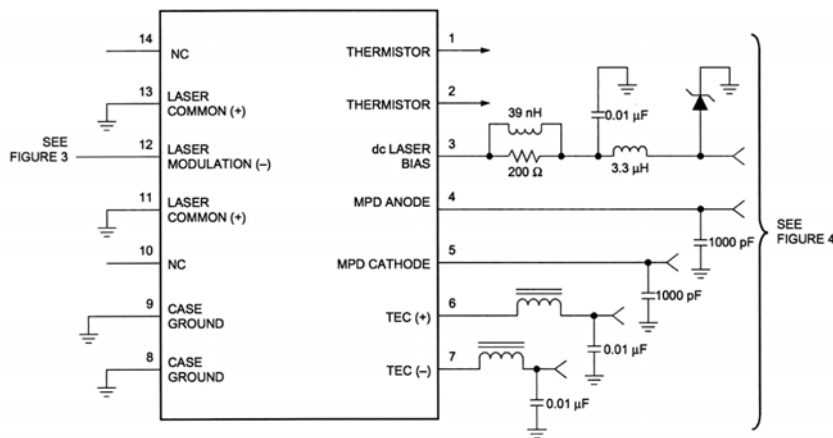 14
NC
THERMISTOR
1
13
LASER
COMMON (+)
THERMISTOR
2
39 nH
0.01 µF
SEE
FIGURE 3
12
LASER
MODULATION (–)
dc LASER
BIAS
3
200 Ω
3.3 µH
11
LASER
COMMON (+)
MPD ANODE
4
1000 pF
SEE
FIGURE 4
10
NC
MPD CATHODE
5
1000 pF
9
CASE
GROUND
TEC (+)
6
0.01 µF
8
CASE
GROUND
TEC (–)
7
0.01 µF